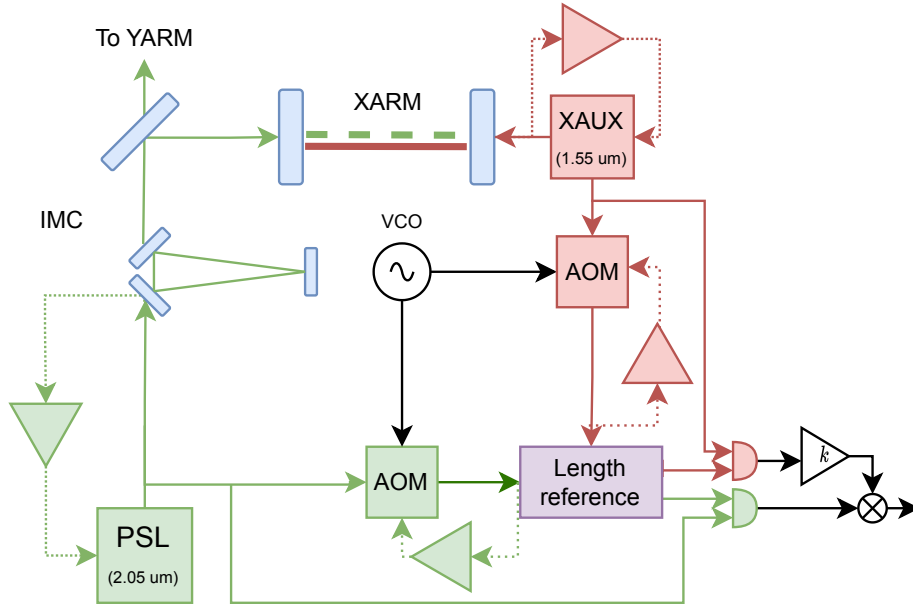 To YARM
XARM
XAUX
(1.55 um)
IMC
VCO
AOM
AOM
Length
reference
k
PSL
(2.05 um)